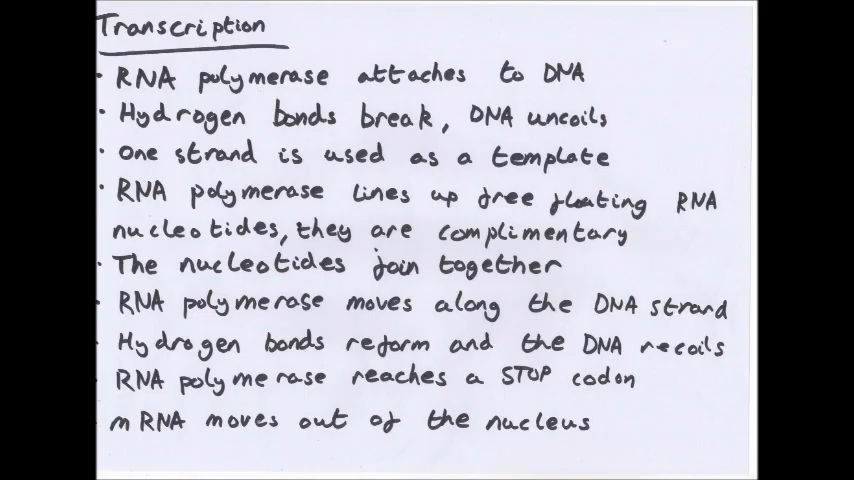 Transcription
· RNA polymerase attaches to DNA
· Hydrogen bonds break, DNA uncoils
· One strand is used as a template
· RNA polymerase lines up free floating RNA
nucleotides, they are complimentary
· The nucleotides join together
· RNA polymerase moves along the DNA strand
· Hydrogen bonds reform and the DNA recoils
· RNA polymerase reaches a STOP codon
· mRNA moves out of the nucleus